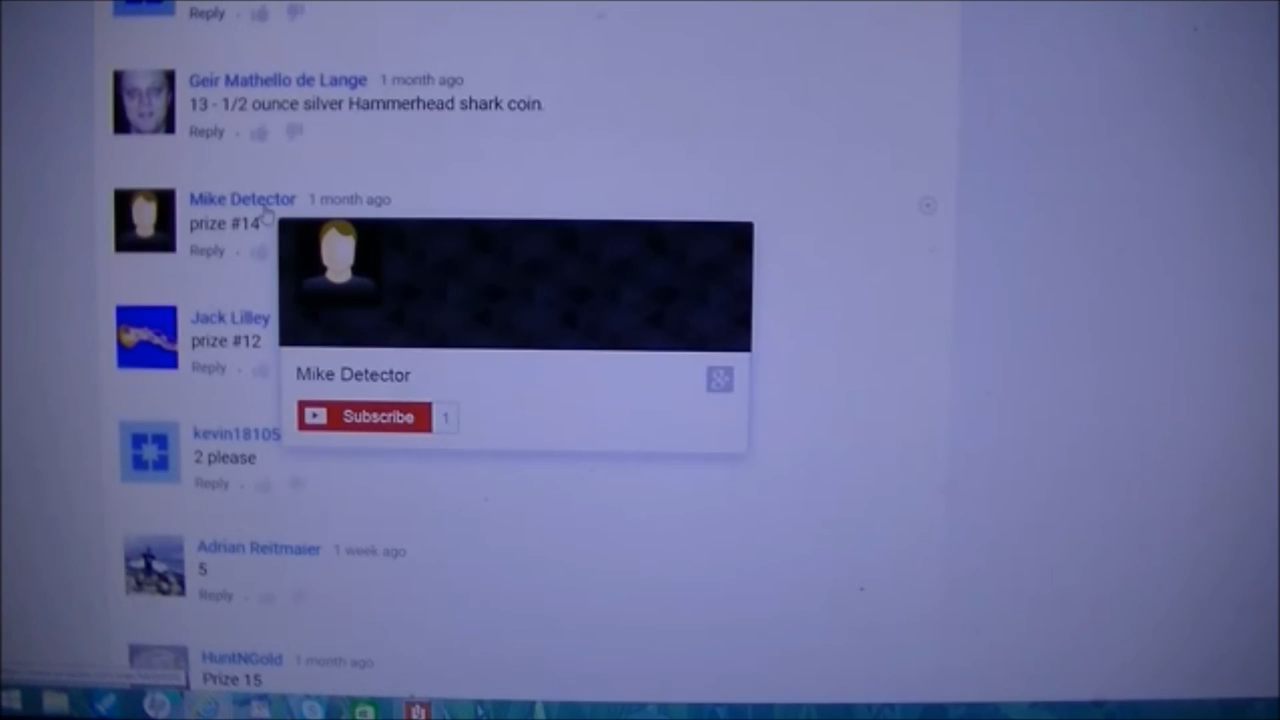 Reply
Geir Mathello de Lange 1 month ago
13 - 1/2 ounce silver Hammerhead shark coin.
Reply
Mike Detector 1 month ago
prize #14
Reply
Mike Detector
Subscribe 1
Jack Lilley
prize #12
Reply
kevin18105
2 please
Reply
Adrian Reitmaier 1 week ago
5
Reply
HuntNGold 1 month ago
Prize 15